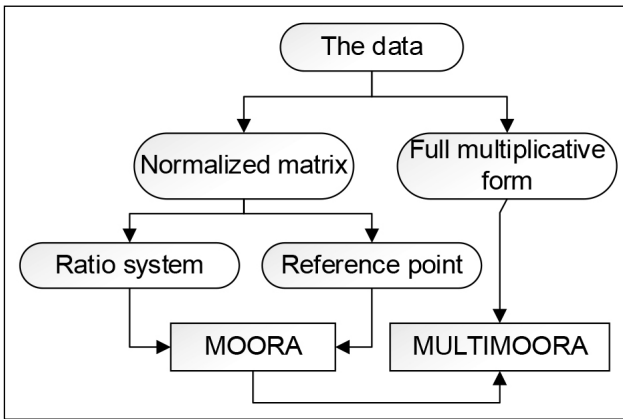 The data
Normalized matrix
Full multiplicative
form
Ratio system
Reference point
MOORA
MULTIMOORA